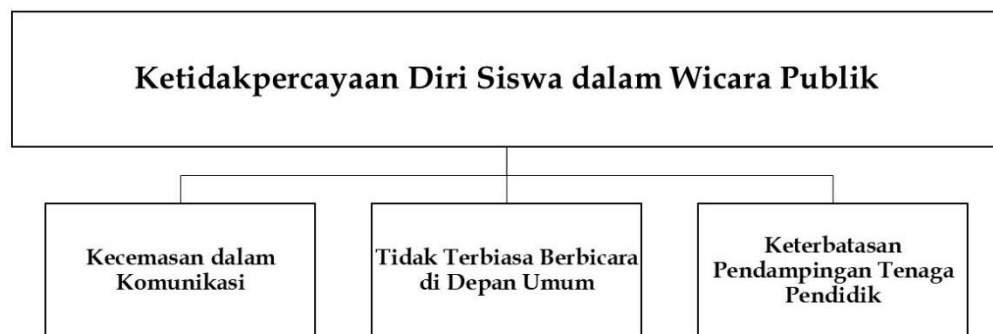 Ketidakpercayaan Diri Siswa dalam Wicara Publik
Kecemasan dalam
Komunikasi
Tidak Terbiasa Berbicara
di Depan Umum
Keterbatasan
Pendampingan Tenaga
Pendidik